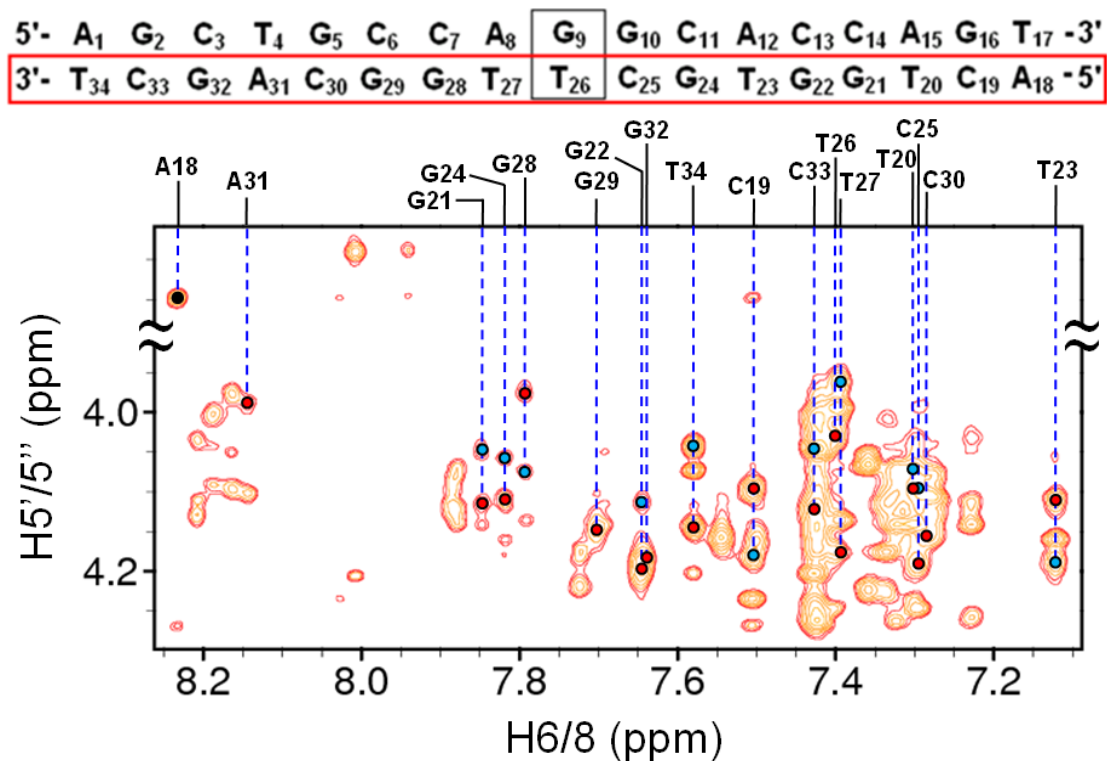 5'- A1 G2 C3 T4 G5 C6 C7 A8 G9 G10 C11 A12 C13 C14 A15 G16 T17 -3'
3'- T34 C33 G32 A31 C30 G29 G28 T27 T26 C25 G24 T23 G22 G21 T20 C19 A18 -5'
G32 C25
T26
A18 G28 G22 T20
A31 G24 G29 T34 C19 C33 T27 C30 T23
G21
4.0
4.2
H5'/5" (ppm)
8.2 8.0 7.8 7.6 7.4 7.2
H6/8 (ppm)